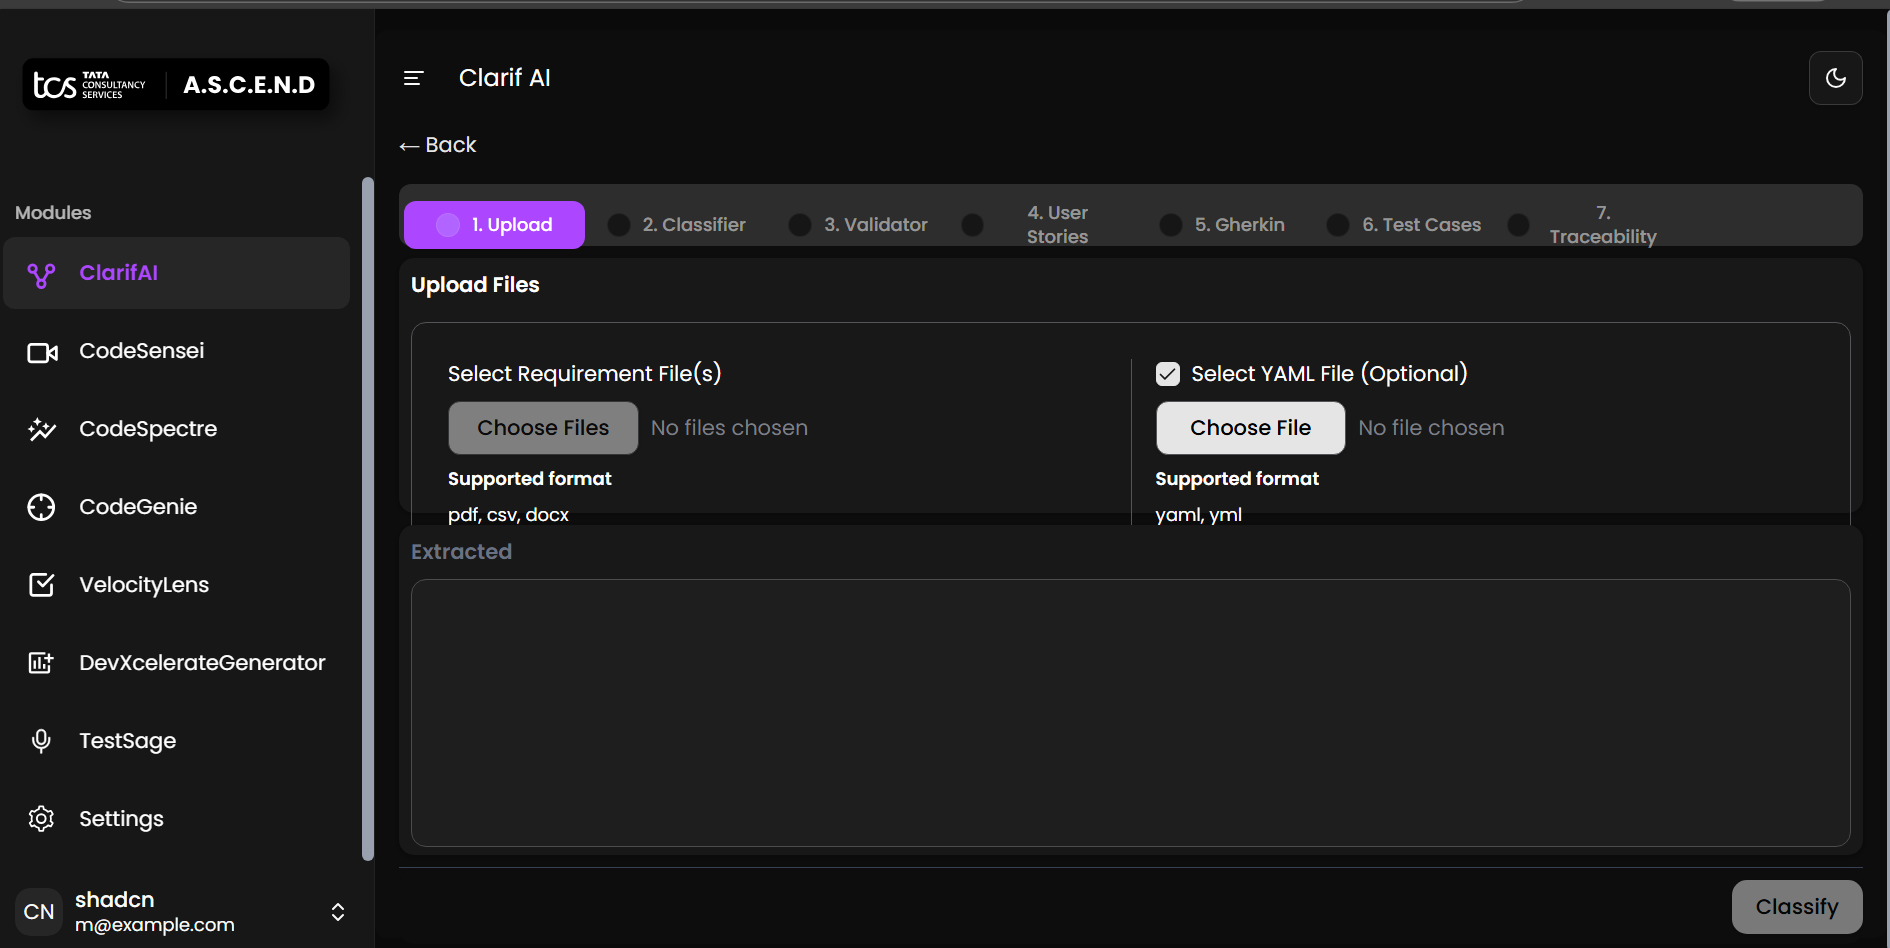 tcs TATA CONSULTANCY SERVICES A.S.C.E.N.D
Modules
ClarifAI
CodeSensei
CodeSpectre
CodeGenie
VelocityLens
DevXcelerateGenerator
TestSage
Settings
CN
shadcn
m@example.com
Clarif AI
← Back
1. Upload
2. Classifier
3. Validator
4. User
Stories
5. Gherkin
6. Test Cases
7.
Traceability
Upload Files
Select Requirement File(s)
Choose Files No files chosen
Supported format
pdf, csv, docx
Select YAML File (Optional)
Choose File No file chosen
Supported format
yaml, yml
Extracted
Classify